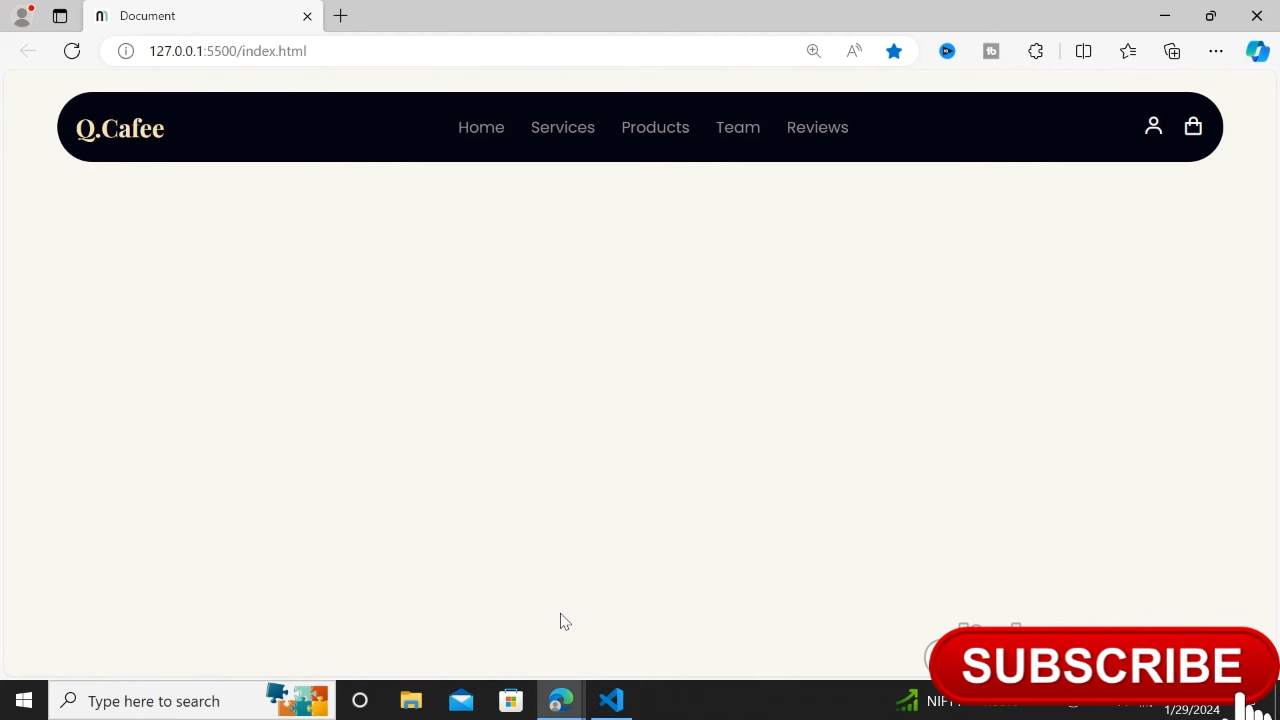 Document
127.0.0.1:5500/index.html
Q.Cafee
Home Services Products Team Reviews
SUBSCRIBE
Type here to search
1/29/2024